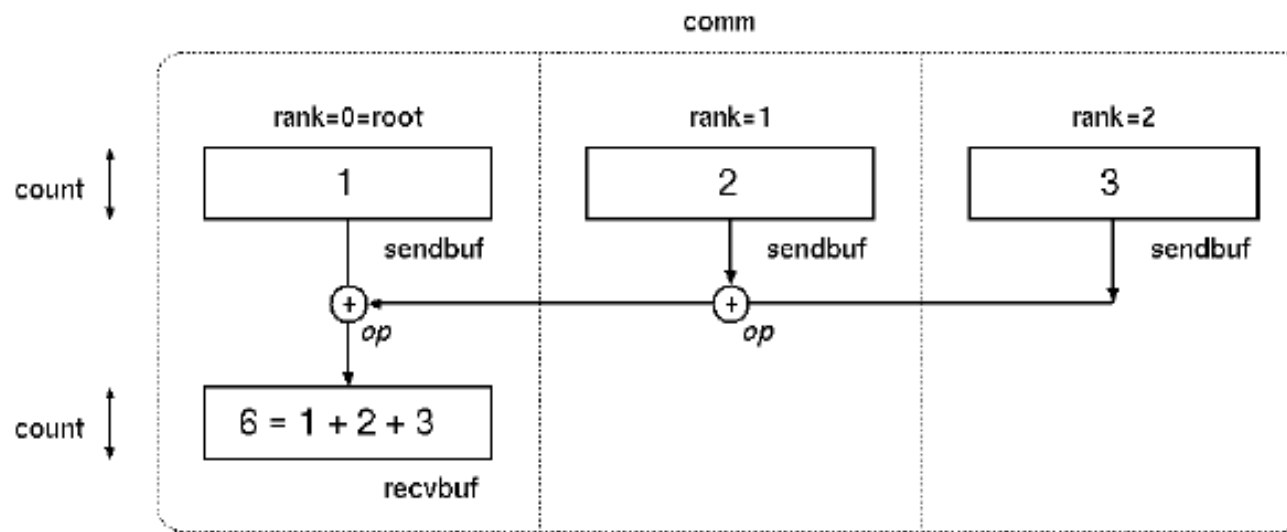 comm
rank=0=root
rank=1
rank=2
count
1
2
3
sendbuf
sendbuf
sendbuf
+
+
op
op
count
6 = 1 + 2 + 3
recvbuf